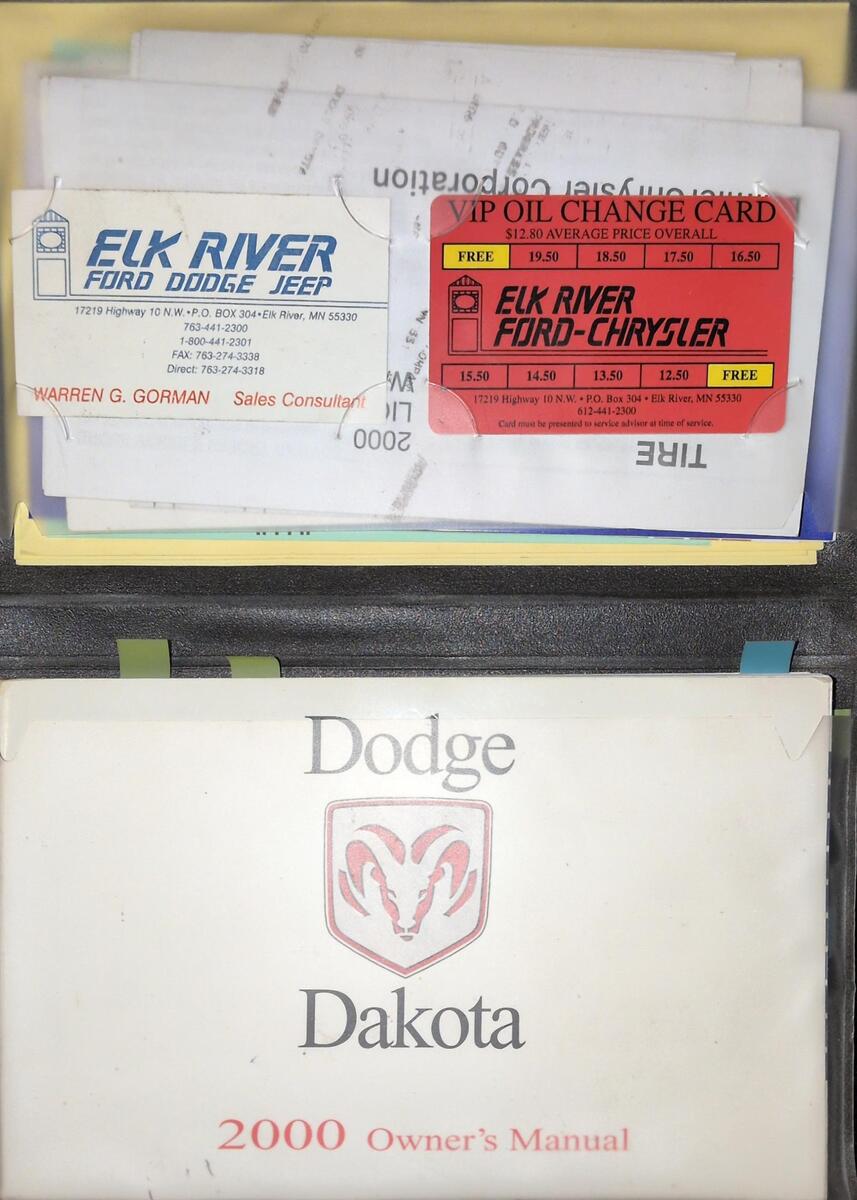 Chrysler Corporation
ELK RIVER
FORD DODGE JEEP
17219 Highway 10 N.W. • P.O. BOX 304 • Elk River, MN 55330
763-441-2300
1-800-441-2301
FAX: 763-274-3338
Direct: 763-274-3318
WARREN G. GORMAN Sales Consultant
VIP OIL CHANGE CARD
$12.80 AVERAGE PRICE OVERALL
FREE 19.50 18.50 17.50 16.50
ELK RIVER
FORD-CHRYSLER
15.50 14.50 13.50 12.50 FREE
17219 Highway 10 N.W. • P.O. Box 304 • Elk River, MN 55330
612-441-2300
Card must be presented to service advisor at time of service.
2000
TIRE
Dodge
Dakota
2000 Owner's Manual